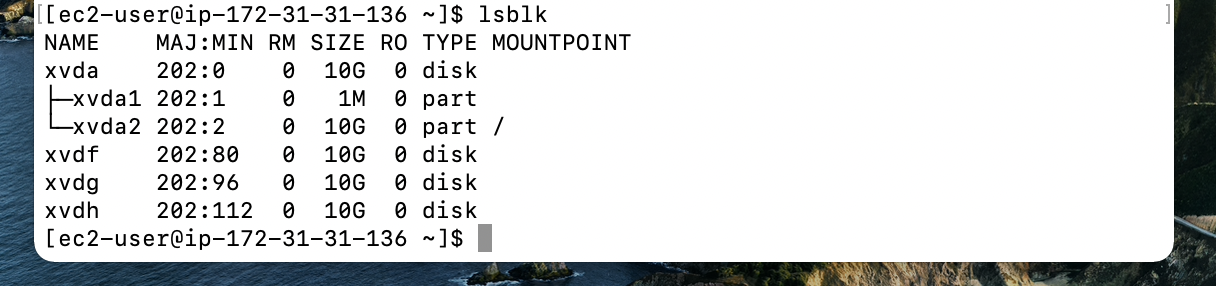 [[ec2-user@ip-172-31-31-136 ~]$ lsblk ]
NAME    MAJ:MIN RM SIZE RO TYPE MOUNTPOINT
xvda    202:0    0  10G  0 disk
├─xvda1 202:1    0   1M  0 part
└─xvda2 202:2    0  10G  0 part /
xvdf    202:80   0  10G  0 disk
xvdg    202:96   0  10G  0 disk
xvdh    202:112  0  10G  0 disk
[ec2-user@ip-172-31-31-136 ~]$